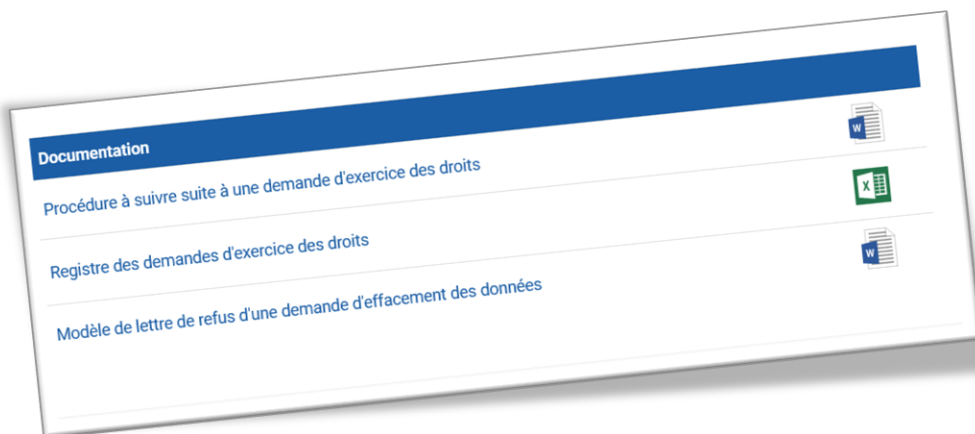 Documentation
Procédure à suivre suite à une demande d'exercice des droits
W
Registre des demandes d'exercice des droits
X
Modèle de lettre de refus d'une demande d'effacement des données
W